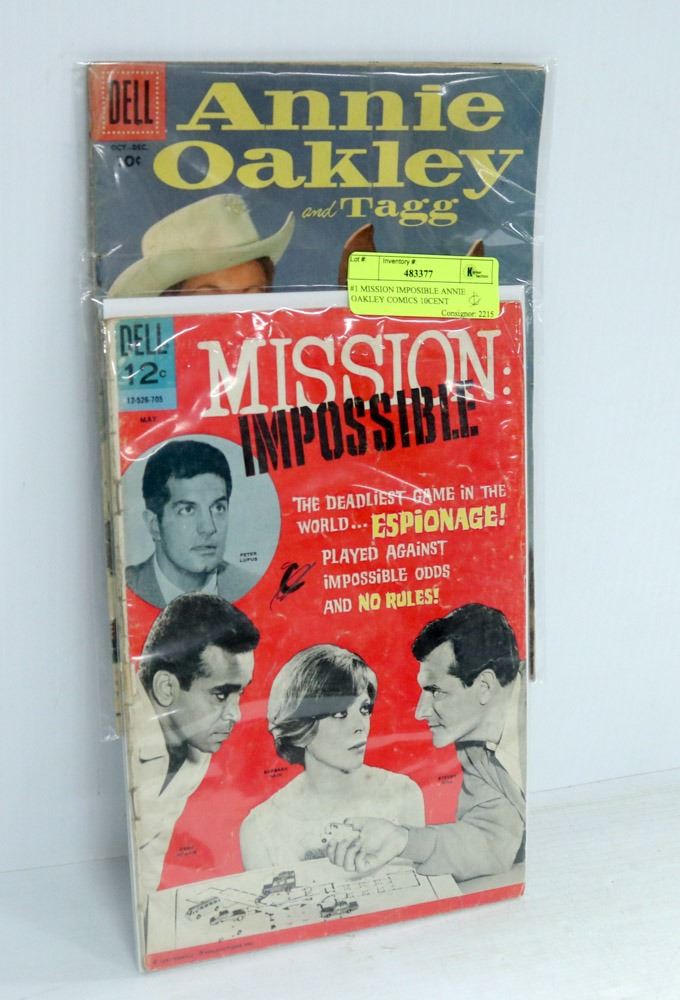 DELL
OCT.-DEC.
10¢
Annie
Oakley
and Tagg
Lot #:
Inventory #:
483377
#1 MISSION IMPOSIBLE ANNIE
OAKLEY COMICS 10CENT
Consignor: 2215
DELL
12¢
12-526-705
MAY
MISSION:
IMPOSSIBLE
THE DEADLIEST GAME IN THE
WORLD... ESPIONAGE!
PLAYED AGAINST
IMPOSSIBLE ODDS
AND NO RULES!
PETER
LUPUS
BARBARA
BAIN
STEVEN
HILL
GREG
MORRIS